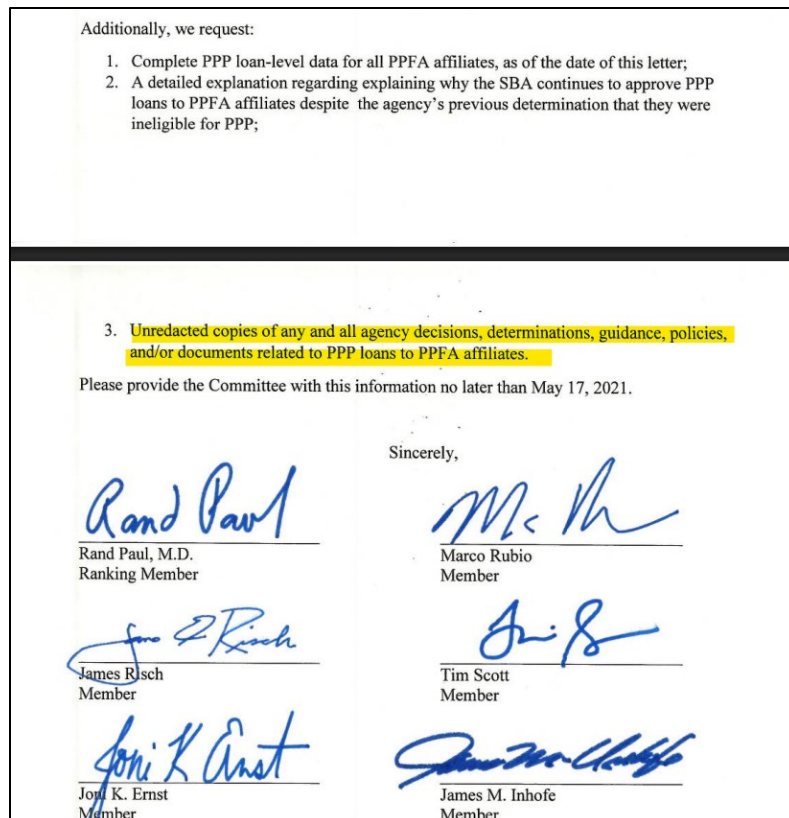 Additionally, we request:
1. Complete PPP loan-level data for all PPFA affiliates, as of the date of this letter;
2. A detailed explanation regarding explaining why the SBA continues to approve PPP
loans to PPFA affiliates despite the agency's previous determination that they were
ineligible for PPP;
3. Unredacted copies of any and all agency decisions, determinations, guidance, policies,
and/or documents related to PPP loans to PPFA affiliates.
Please provide the Committee with this information no later than May 17, 2021.
Sincerely,
Rand Paul
Rand Paul, M.D.
Ranking Member
Marco Rubio
Member
James Risch
Member
Tim Scott
Member
Joni K Ernst
Joni K. Ernst
Member
James M. Inhofe
Member